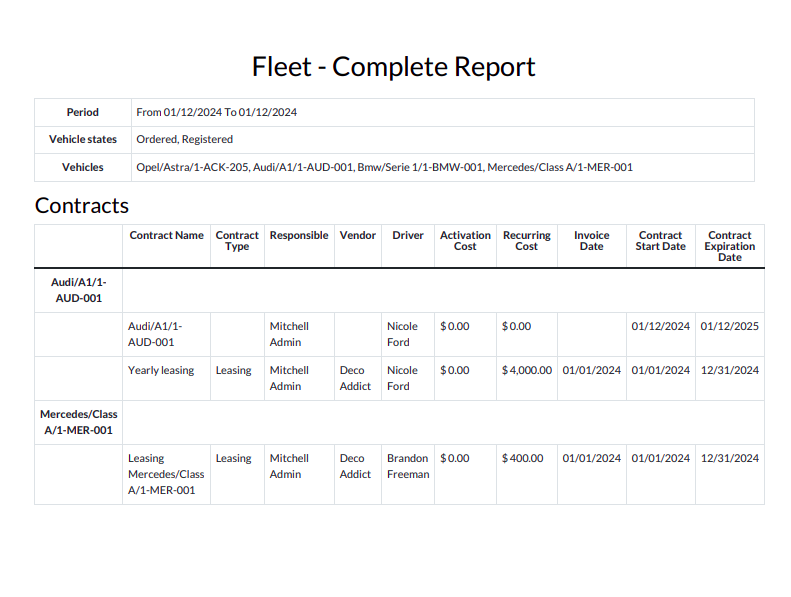 Fleet - Complete Report
Period From 01/12/2024 To 01/12/2024
Vehicle states Ordered, Registered
Vehicles Opel/Astra/1-ACK-205, Audi/A1/1-AUD-001, Bmw/Serie 1/1-BMW-001, Mercedes/Class A/1-MER-001
Contracts
Contract Name Contract Responsible Vendor Driver Activation Recurring Invoice Contract Contract
Type Cost Cost Date Start Date Expiration
Date
Audi/A1/1-
AUD-001
Audi/A1/1- Mitchell Nicole $ 0.00 $ 0.00 01/12/2024 01/12/2025
AUD-001 Admin Ford
Yearly leasing Leasing Mitchell Deco Nicole $ 0.00 $ 4,000.00 01/01/2024 01/01/2024 12/31/2024
Admin Addict Ford
Mercedes/Class
A/1-MER-001
Leasing Leasing Mitchell Deco Brandon $ 0.00 $ 400.00 01/01/2024 01/01/2024 12/31/2024
Mercedes/Class Admin Addict Freeman
A/1-MER-001